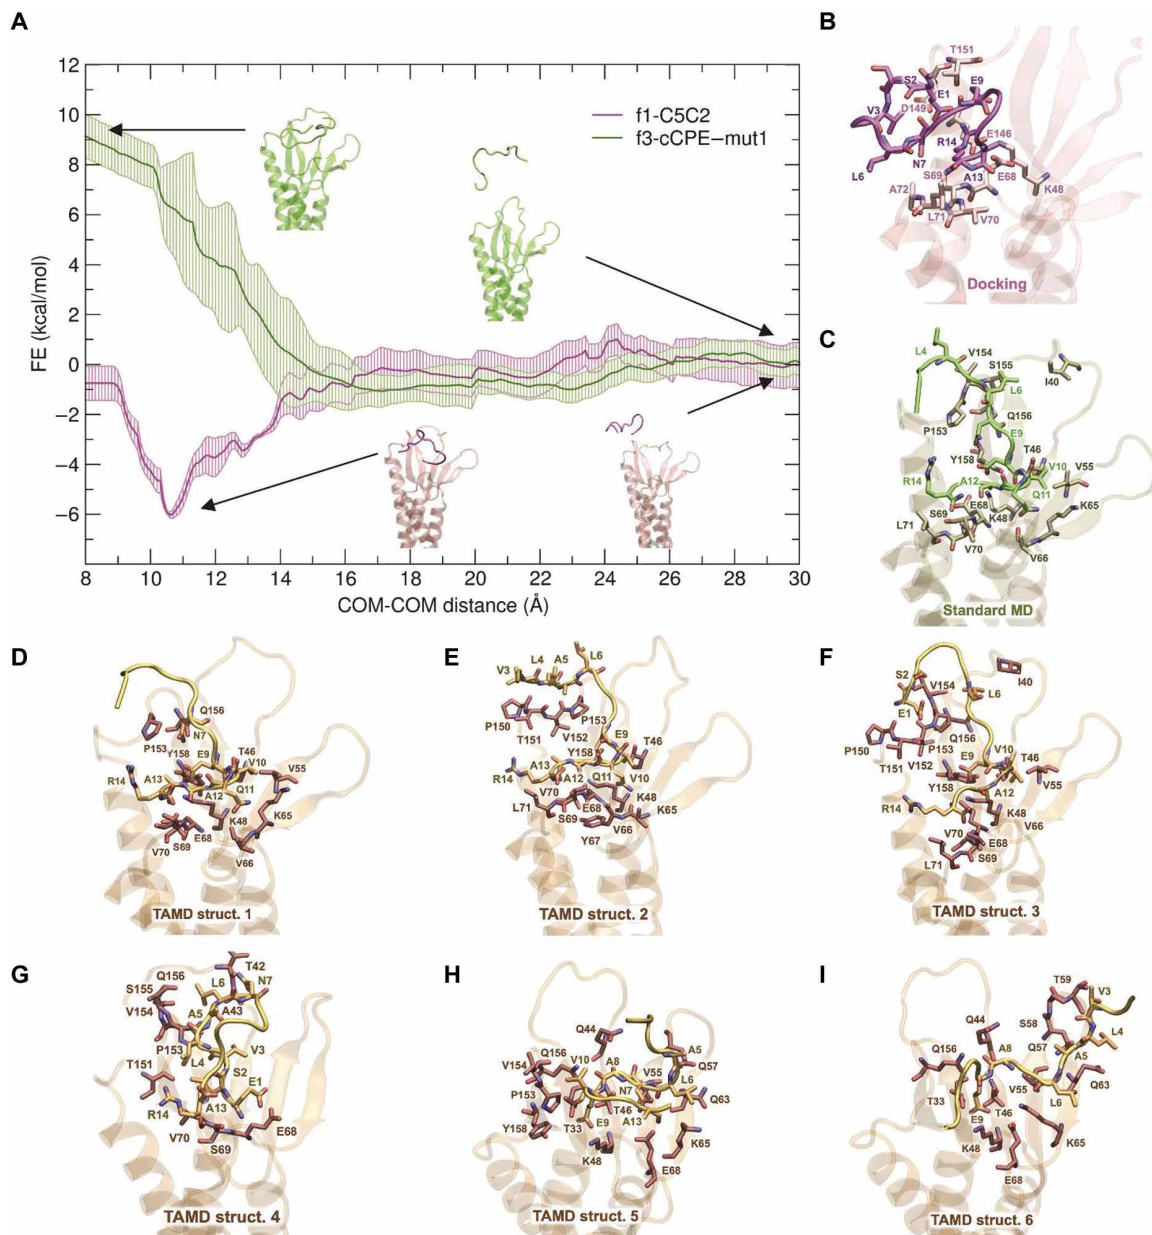 A
12
10
8
6
4
2
0
−2
−4
−6
8 10 12 14 16 18 20 22 24 26 28 30
FE (kcal/mol)
COM-COM distance (Å)
f1-C5C2
f3-cCPE−mut1
B
T151
S2
E9
E1
V3
D149
E146
R14
N7
L6
S69
A13
E68
A72
K48
L71
V70
Docking
C
L4
V154
S155
I40
L6
Q156
P153
E9
Y158
T46
V10
V55
R14
A12
Q11
E68
S69
K48
K65
L71
V70
V66
Standard MD
D
Q156
N7
P153
Y158
E9
T46
V10
V55
R14
A13
A12
Q11
K48
K65
E68
V70
S69
V66
TAMD struct. 1
E
V3
L4
A5
L6
P150
P153
T151
V152
E9
Y158
T46
A13
R14
A12
Q11
V10
V70
L71
K48
E68
K65
S69
V66
Y67
TAMD struct. 2
F
I40
S2
V154
L6
E1
P150
Q156
P153
V10
T151
V152
E9
T46
Y158
V55
A12
R14
K48
V66
V70
E68
L71
S69
TAMD struct. 3
G
T42
Q156
L6
N7
S155
A5
A43
V154
P153
V3
L4
T151
S2
E1
R14
A13
V70
E68
S69
TAMD struct. 4
H
Q44
A5
Q156
V10
A8
Q57
V154
V55
N7
L6
P153
Q63
T46
T33
E9
A13
Y158
K48
K65
E68
TAMD struct. 5
I
T59
V3
Q44
S58
L4
A8
Q57
Q156
A5
V55
Q63
T33
T46
L6
E9
K48
K65
E68
TAMD struct. 6